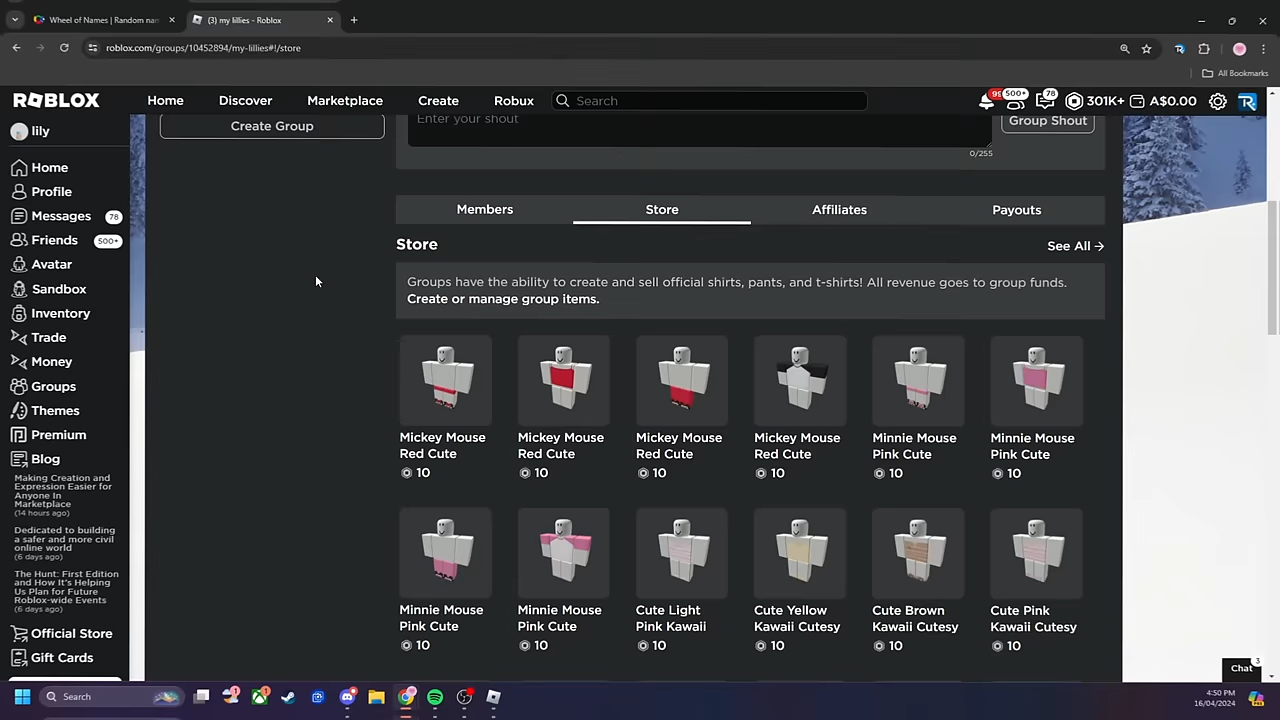 Wheel of Names | Random nam
(3) my lillies - Roblox
roblox.com/groups/10452894/my-lillies#!/store
All Bookmarks
ROBLOX
Home
Discover
Marketplace
Create
Robux
Search
99
500+
78
301K+
A$0.00
lily
Home
Profile
Messages
78
Friends
500+
Avatar
Sandbox
Inventory
Trade
Money
Groups
Themes
Premium
Blog
Making Creation and
Expression Easier for
Anyone In
Marketplace
(14 hours ago)
Dedicated to building
a safer and more civil
online world
(6 days ago)
The Hunt: First Edition
and How It's Helping
Us Plan for Future
Roblox-wide Events
(6 days ago)
Official Store
Gift Cards
Create Group
Enter your shout
Group Shout
0/255
Members
Store
Affiliates
Payouts
Store
See All →
Groups have the ability to create and sell official shirts, pants, and t-shirts! All revenue goes to group funds.
Create or manage group items.
Mickey Mouse
Red Cute
10
Mickey Mouse
Red Cute
10
Mickey Mouse
Red Cute
10
Mickey Mouse
Red Cute
10
Minnie Mouse
Pink Cute
10
Minnie Mouse
Pink Cute
10
Minnie Mouse
Pink Cute
10
Minnie Mouse
Pink Cute
10
Cute Light
Pink Kawaii
10
Cute Yellow
Kawaii Cutesy
10
Cute Brown
Kawaii Cutesy
10
Cute Pink
Kawaii Cutesy
10
Chat
3
Search
4:50 PM
16/04/2024